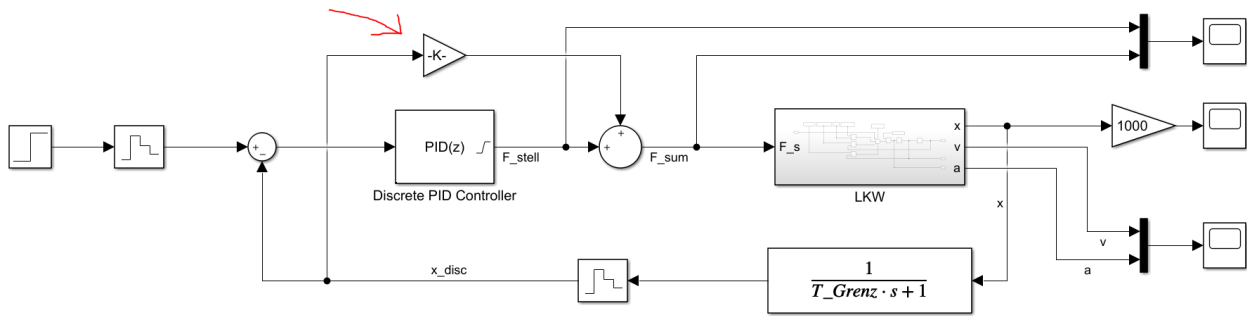 -K-
PID(z)
F_stell
Discrete PID Controller
F_sum
F_s
x
v
a
LKW
1000
x
v
a
x_disc
1
T_Grenz · s + 1